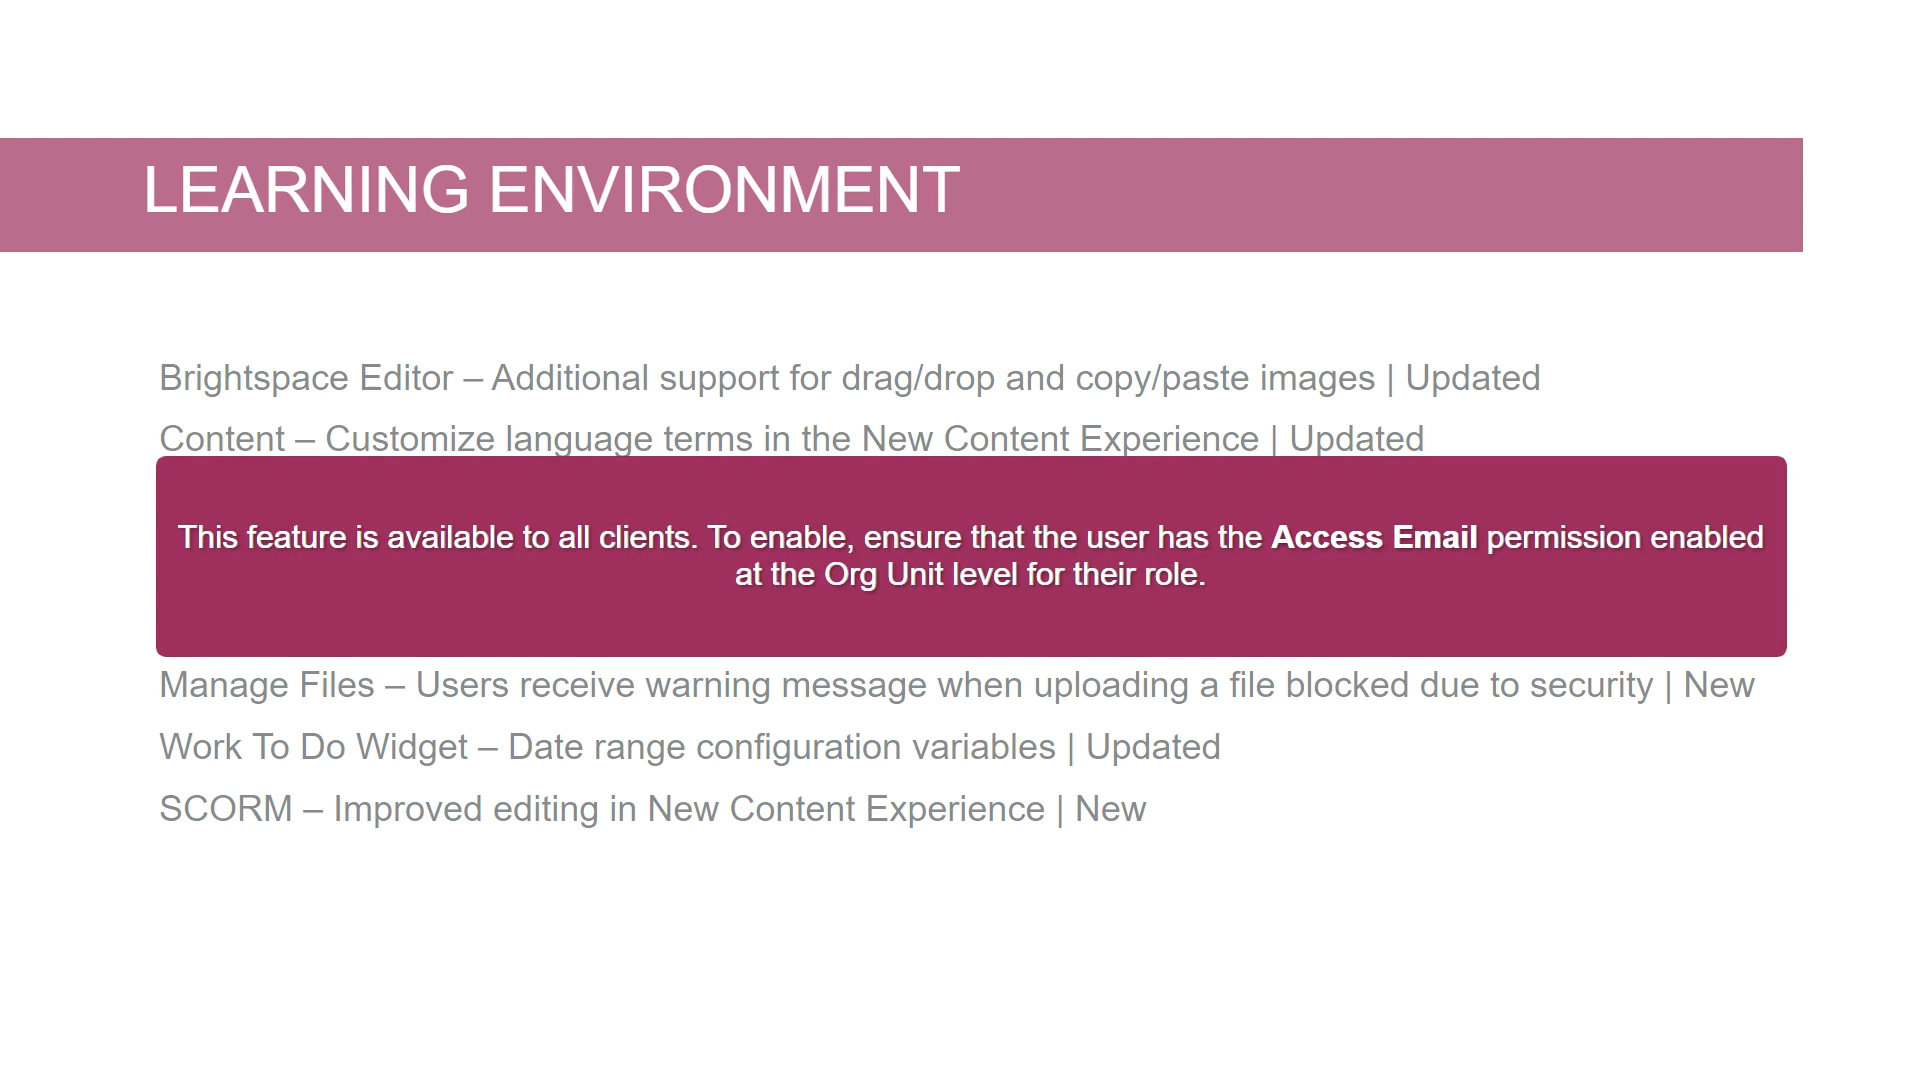 LEARNING ENVIRONMENT
Brightspace Editor – Additional support for drag/drop and copy/paste images | Updated
Content – Customize language terms in the New Content Experience | Updated
This feature is available to all clients. To enable, ensure that the user has the Access Email permission enabled
at the Org Unit level for their role.
Manage Files – Users receive warning message when uploading a file blocked due to security | New
Work To Do Widget – Date range configuration variables | Updated
SCORM – Improved editing in New Content Experience | New